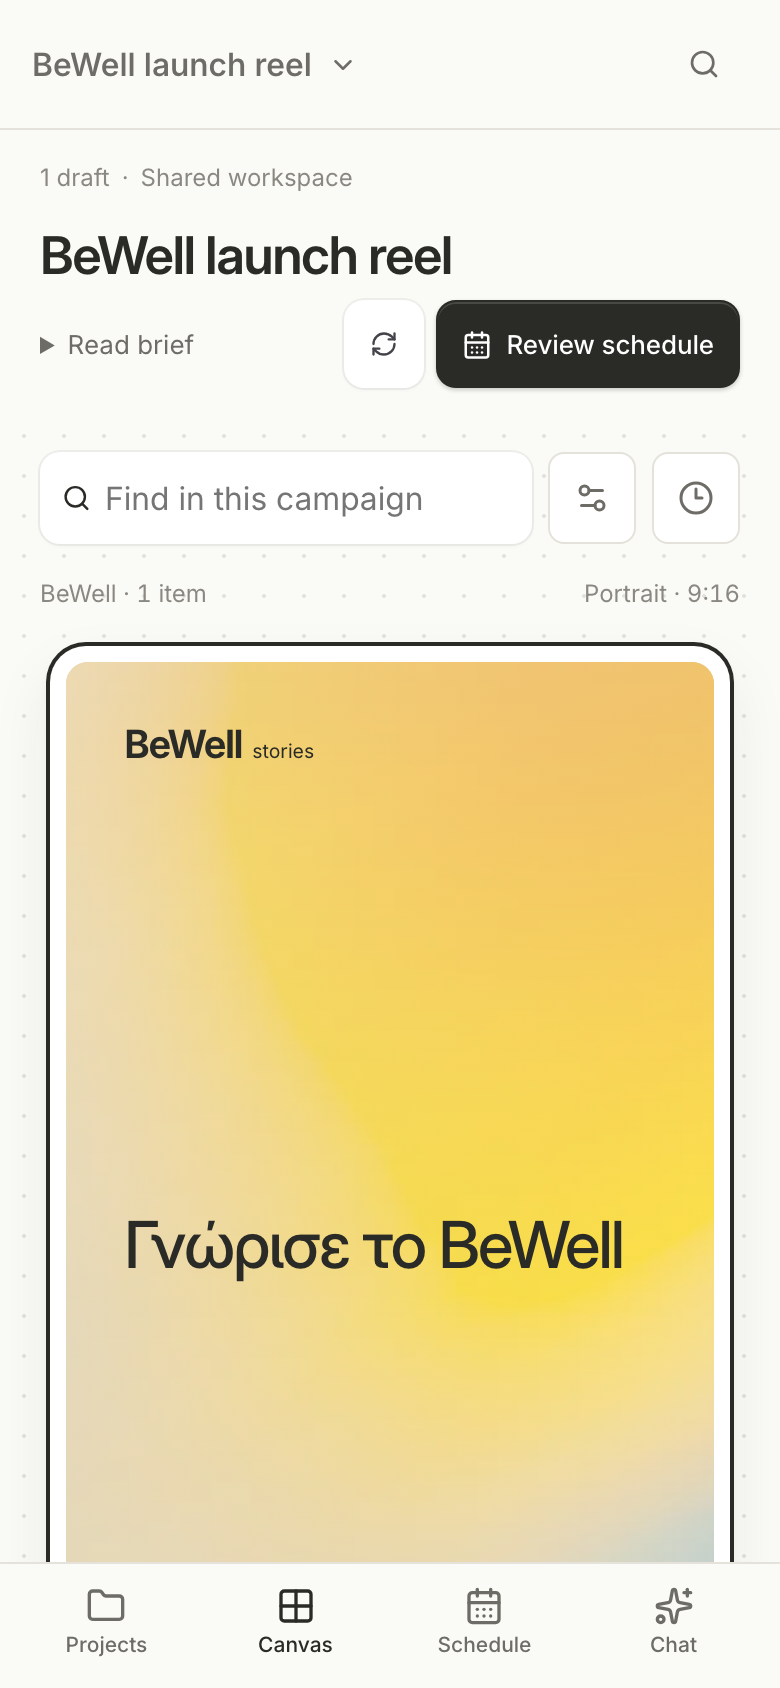 BeWell launch reel
1 draft · Shared workspace
BeWell launch reel
Read brief
Review schedule
Find in this campaign
BeWell · 1 item
Portrait · 9:16
BeWell stories
Γνώρισε το BeWell
Projects
Canvas
Schedule
Chat